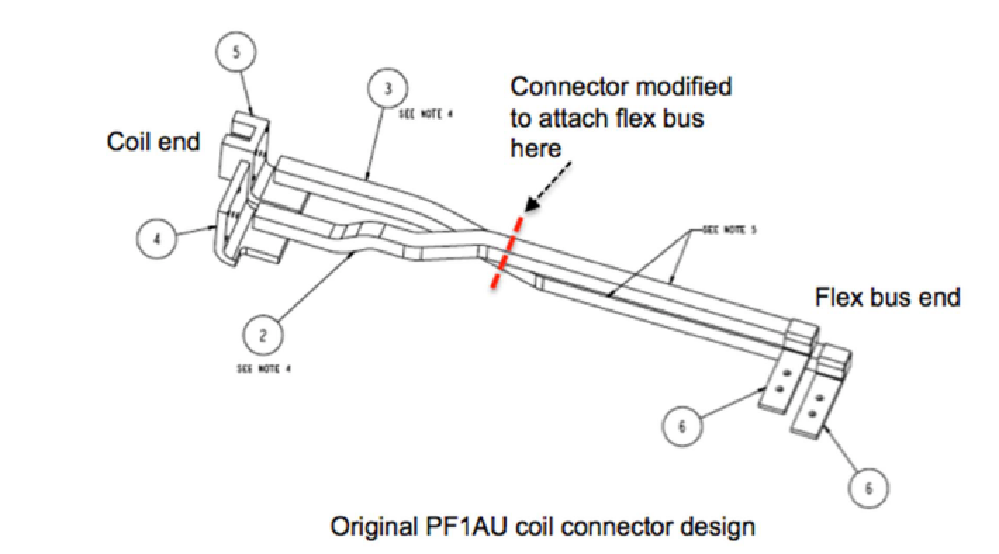 5
3
SEE NOTE 4
Connector modified
to attach flex bus
here
Coil end
4
SEE NOTE 5
Flex bus end
2
SEE NOTE 4
6
6
Original PF1AU coil connector design